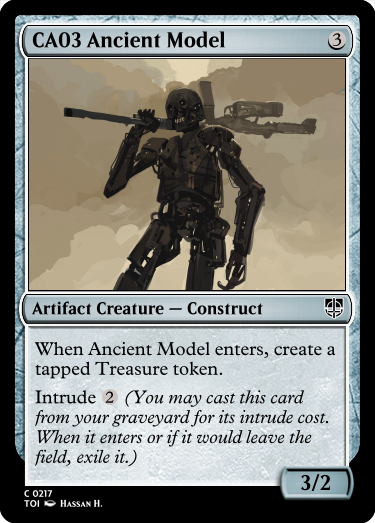 CA03 Ancient Model 3
Artifact Creature — Construct
When Ancient Model enters, create a
tapped Treasure token.
Intrude 2 (You may cast this card
from your graveyard for its intrude cost.
When it enters or if it would leave the
field, exile it.)
3/2
C 0217
TOI Hassan H.